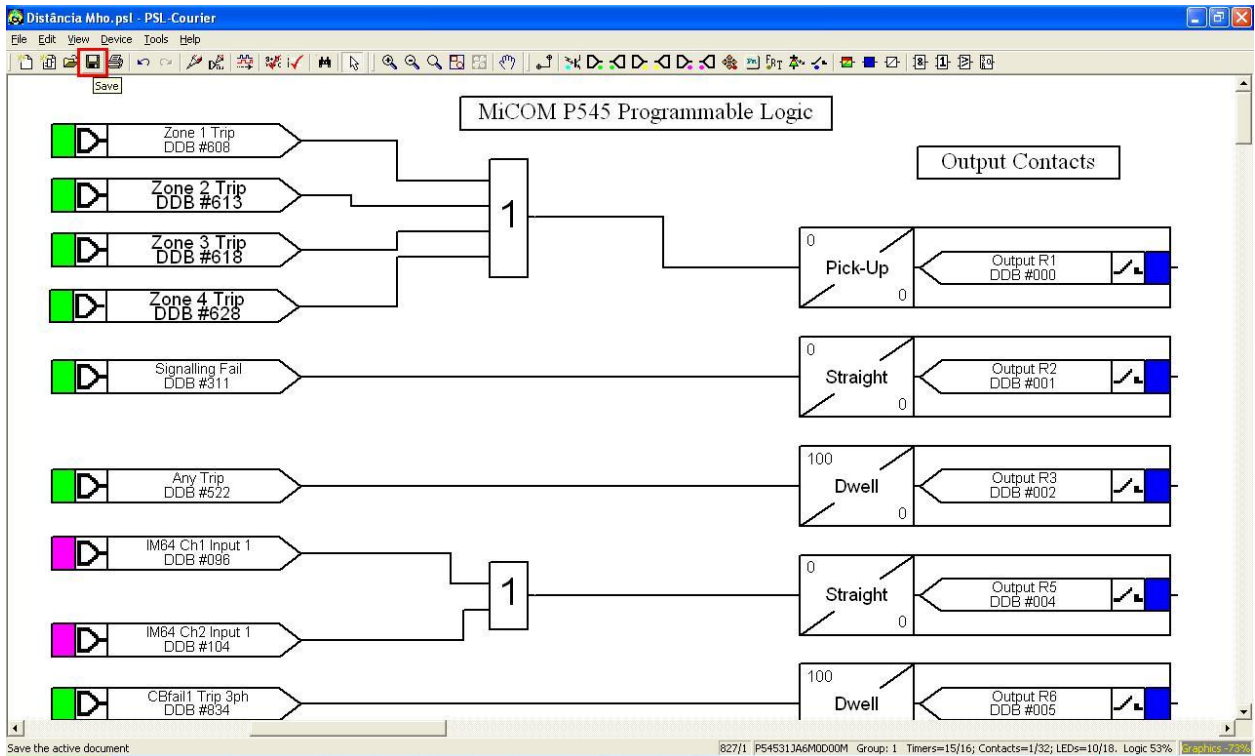 Distância Mho.psl - PSL-Courier
File Edit View Device Tools Help
Save
MiCOM P545 Programmable Logic
Output Contacts
Zone 1 Trip
DDB #608
Zone 2 Trip
DDB #613
Zone 3 Trip
DDB #618
Zone 4 Trip
DDB #628
1
0
Pick-Up
0
Output R1
DDB #000
Signalling Fail
DDB #311
0
Straight
0
Output R2
DDB #001
Any Trip
DDB #522
100
Dwell
0
Output R3
DDB #002
IM64 Ch1 Input 1
DDB #096
IM64 Ch2 Input 1
DDB #104
1
0
Straight
0
Output R5
DDB #004
CBfail1 Trip 3ph
DDB #834
100
Dwell
Output R6
DDB #005
Save the active document
827/1 P545313A6M0D00M Group: 1 Timers=15/16; Contacts=1/32; LEDs=10/18. Logic 53% Graphics -73%